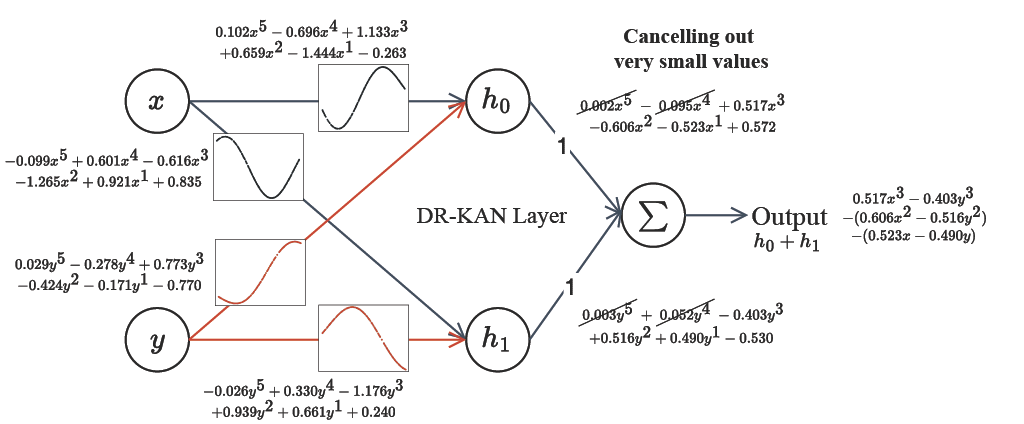 0.102x^5 − 0.696x^4 + 1.133x^3
+0.659x^2 − 1.444x^1 − 0.263
Cancelling out
very small values
x
h_0
0.002x^5 − 0.095x^4 + 0.517x^3
−0.606x^2 − 0.523x^1 + 0.572
1
−0.099x^5 + 0.601x^4 − 0.616x^3
−1.265x^2 + 0.921x^1 + 0.835
DR-KAN Layer
Σ
Output
h_0 + h_1
0.517x^3 − 0.403y^3
−(0.606x^2 − 0.516y^2)
−(0.523x − 0.490y)
0.029y^5 − 0.278y^4 + 0.773y^3
−0.424y^2 − 0.171y^1 − 0.770
1
y
h_1
0.003y^5 + 0.052y^4 − 0.403y^3
+0.516y^2 + 0.490y^1 − 0.530
−0.026y^5 + 0.330y^4 − 1.176y^3
+0.939y^2 + 0.661y^1 + 0.240